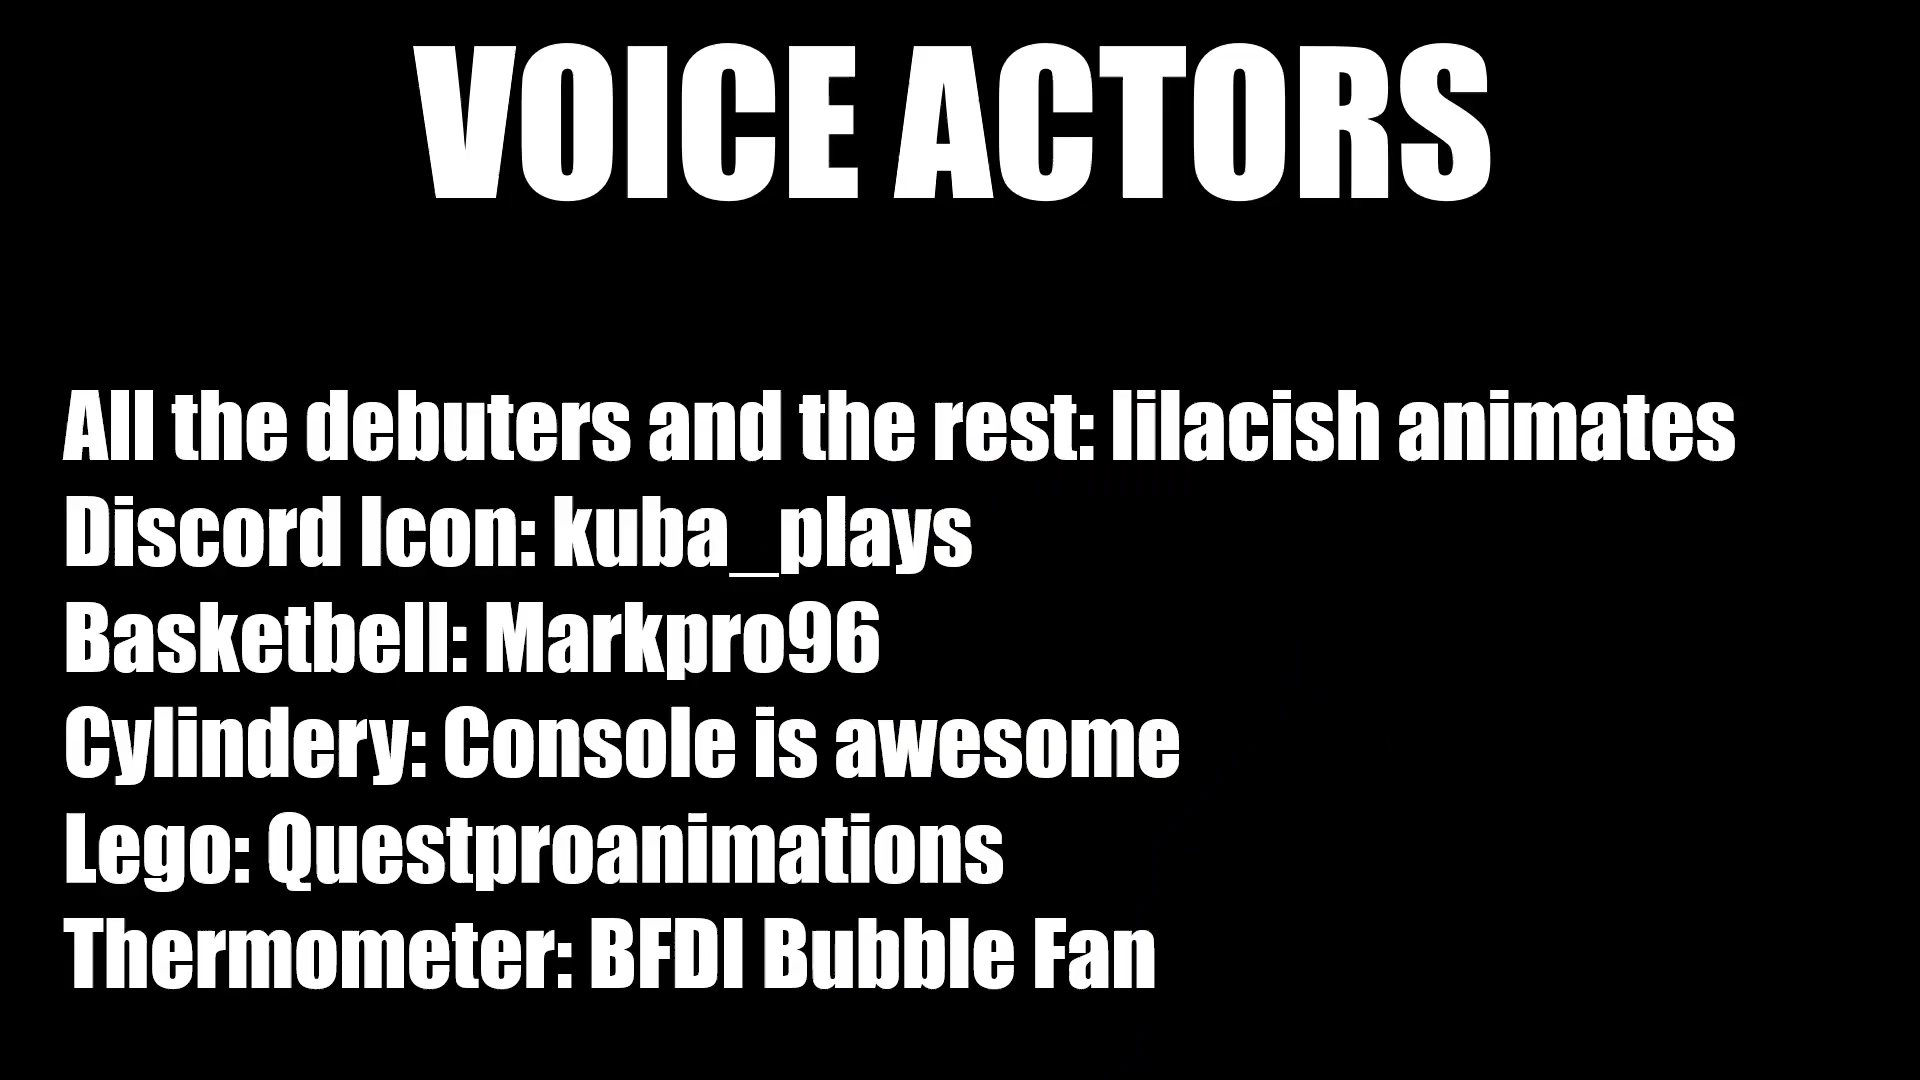 VOICE ACTORS
All the debuters and the rest: lilacish animates
Discord Icon: kuba_plays
Basketbell: Markpro96
Cylindery: Console is awesome
Lego: Questproanimations
Thermometer: BFDI Bubble Fan